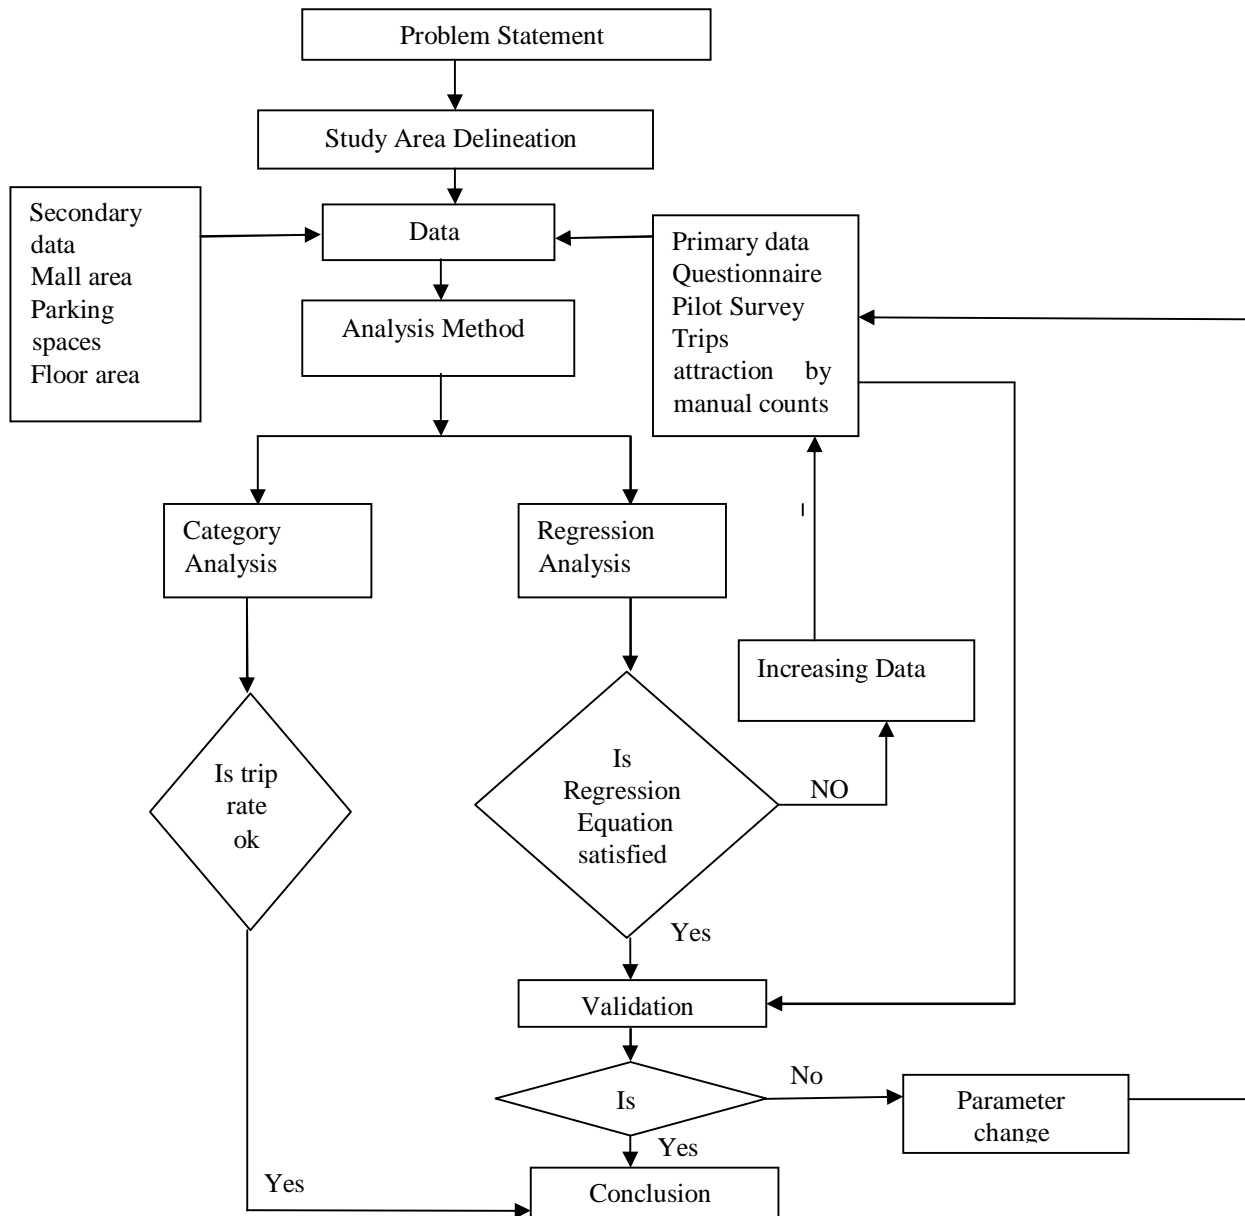 Problem Statement
Study Area Delineation
Secondary
data
Mall area
Parking
spaces
Floor area
Data
Primary data
Questionnaire
Pilot Survey
Trips
attraction by
manual counts
Analysis Method
Category
Analysis
Regression
Analysis
Increasing Data
Is trip
rate
ok
Is
Regression
Equation
satisfied
NO
Yes
Validation
Is
No
Parameter
change
Yes
Yes
Conclusion